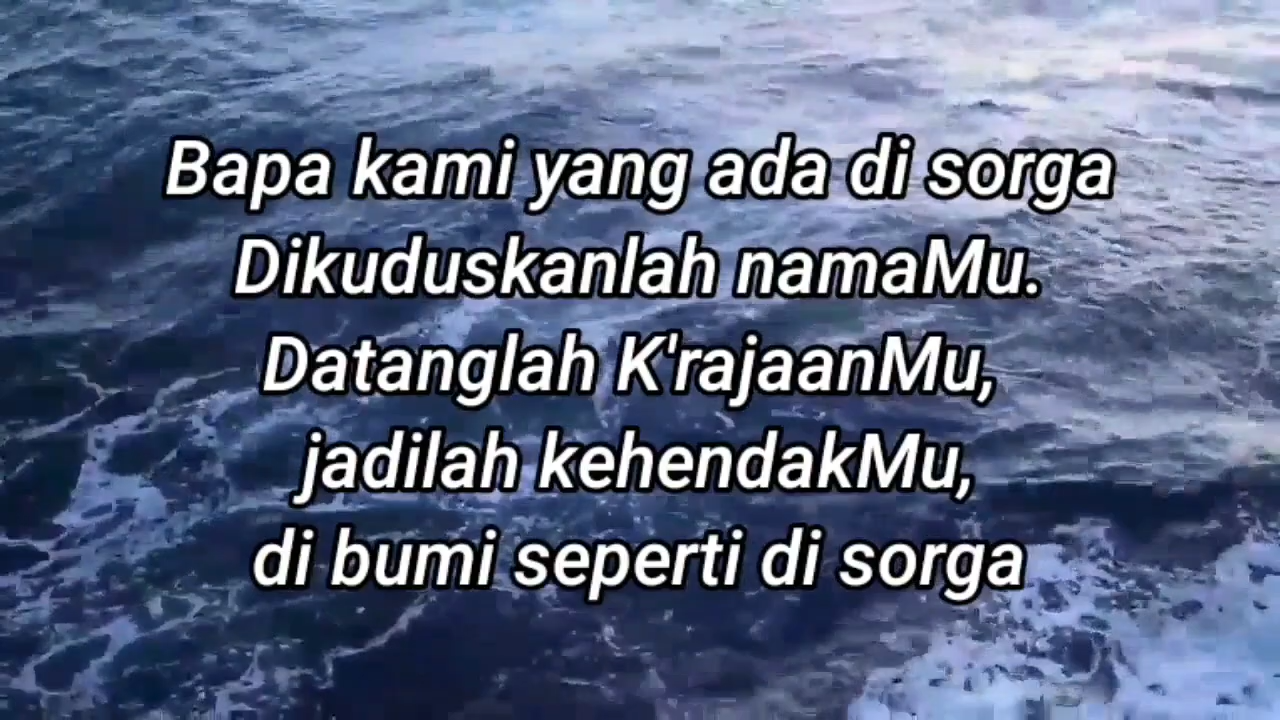 Bapa kami yang ada di sorga
Dikuduskanlah namaMu.
Datanglah K'rajaanMu,
jadilah kehendakMu,
di bumi seperti di sorga